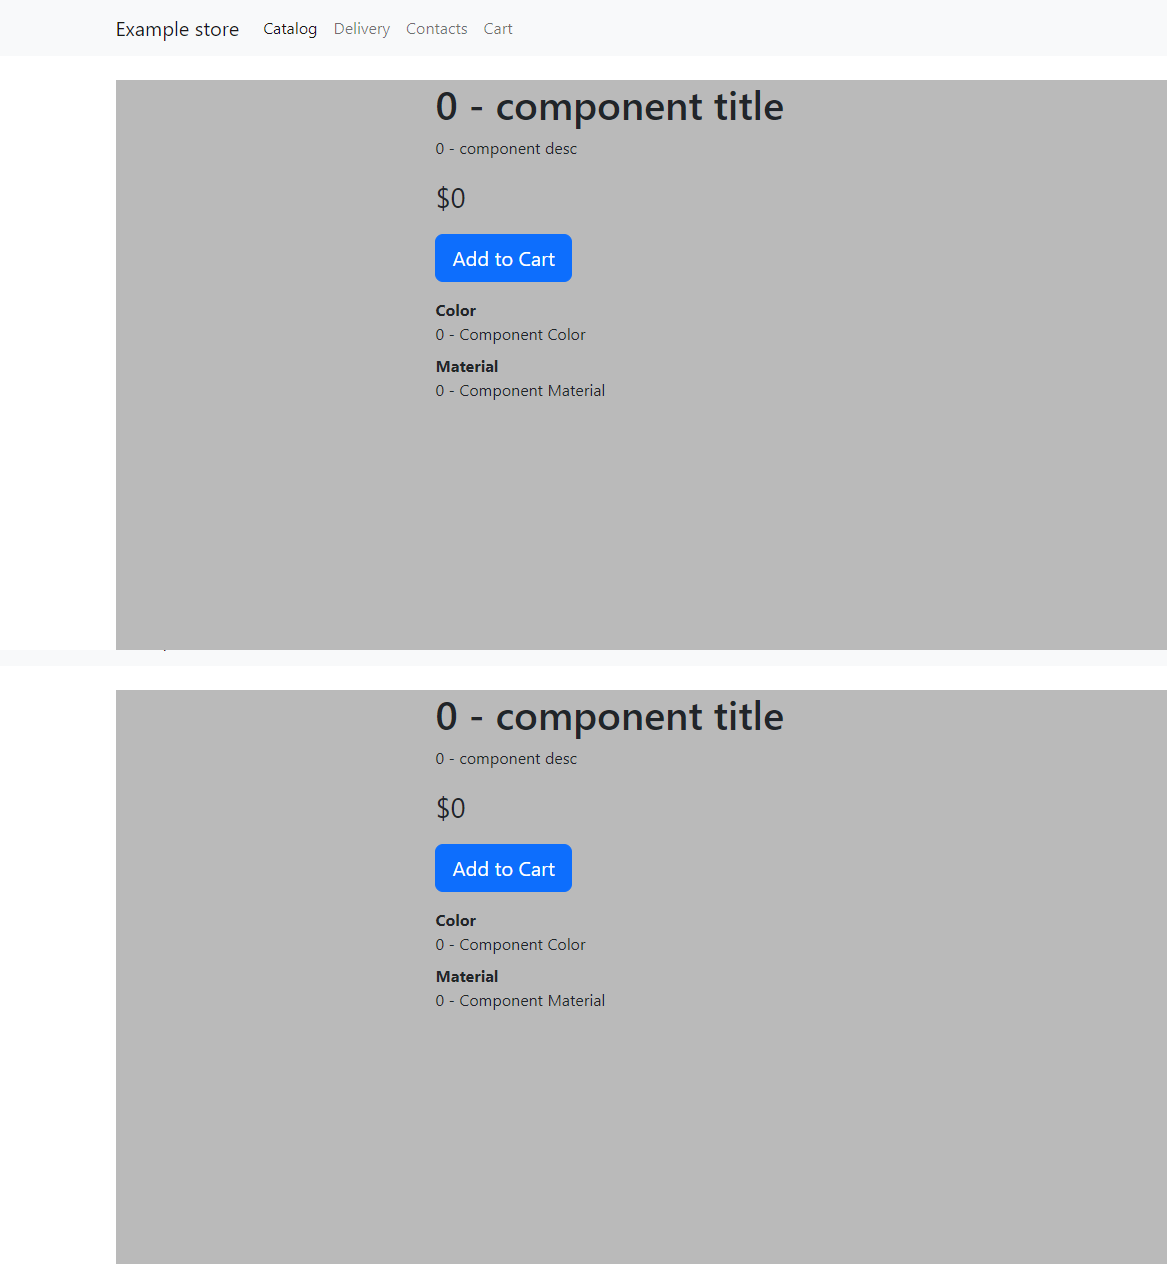 Example store Catalog Delivery Contacts Cart
0 - component title
0 - component desc
$0
Add to Cart
Color
0 - Component Color
Material
0 - Component Material
0 - component title
0 - component desc
$0
Add to Cart
Color
0 - Component Color
Material
0 - Component Material